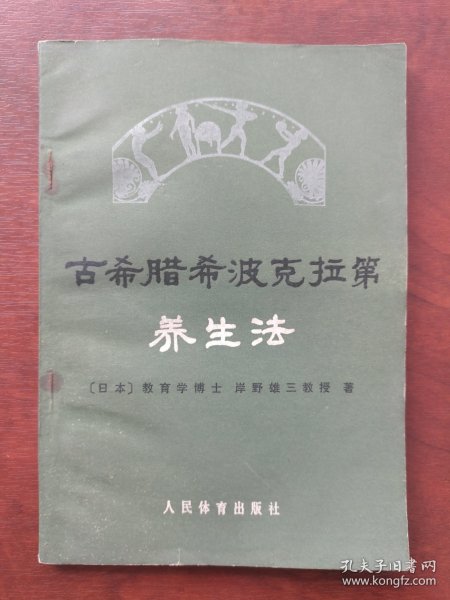 古希腊希波克拉第
养生法
〔日本〕教育学博士 岸野雄三教授 著
人民体育出版社
孔夫子旧书网
www.kongfz.com